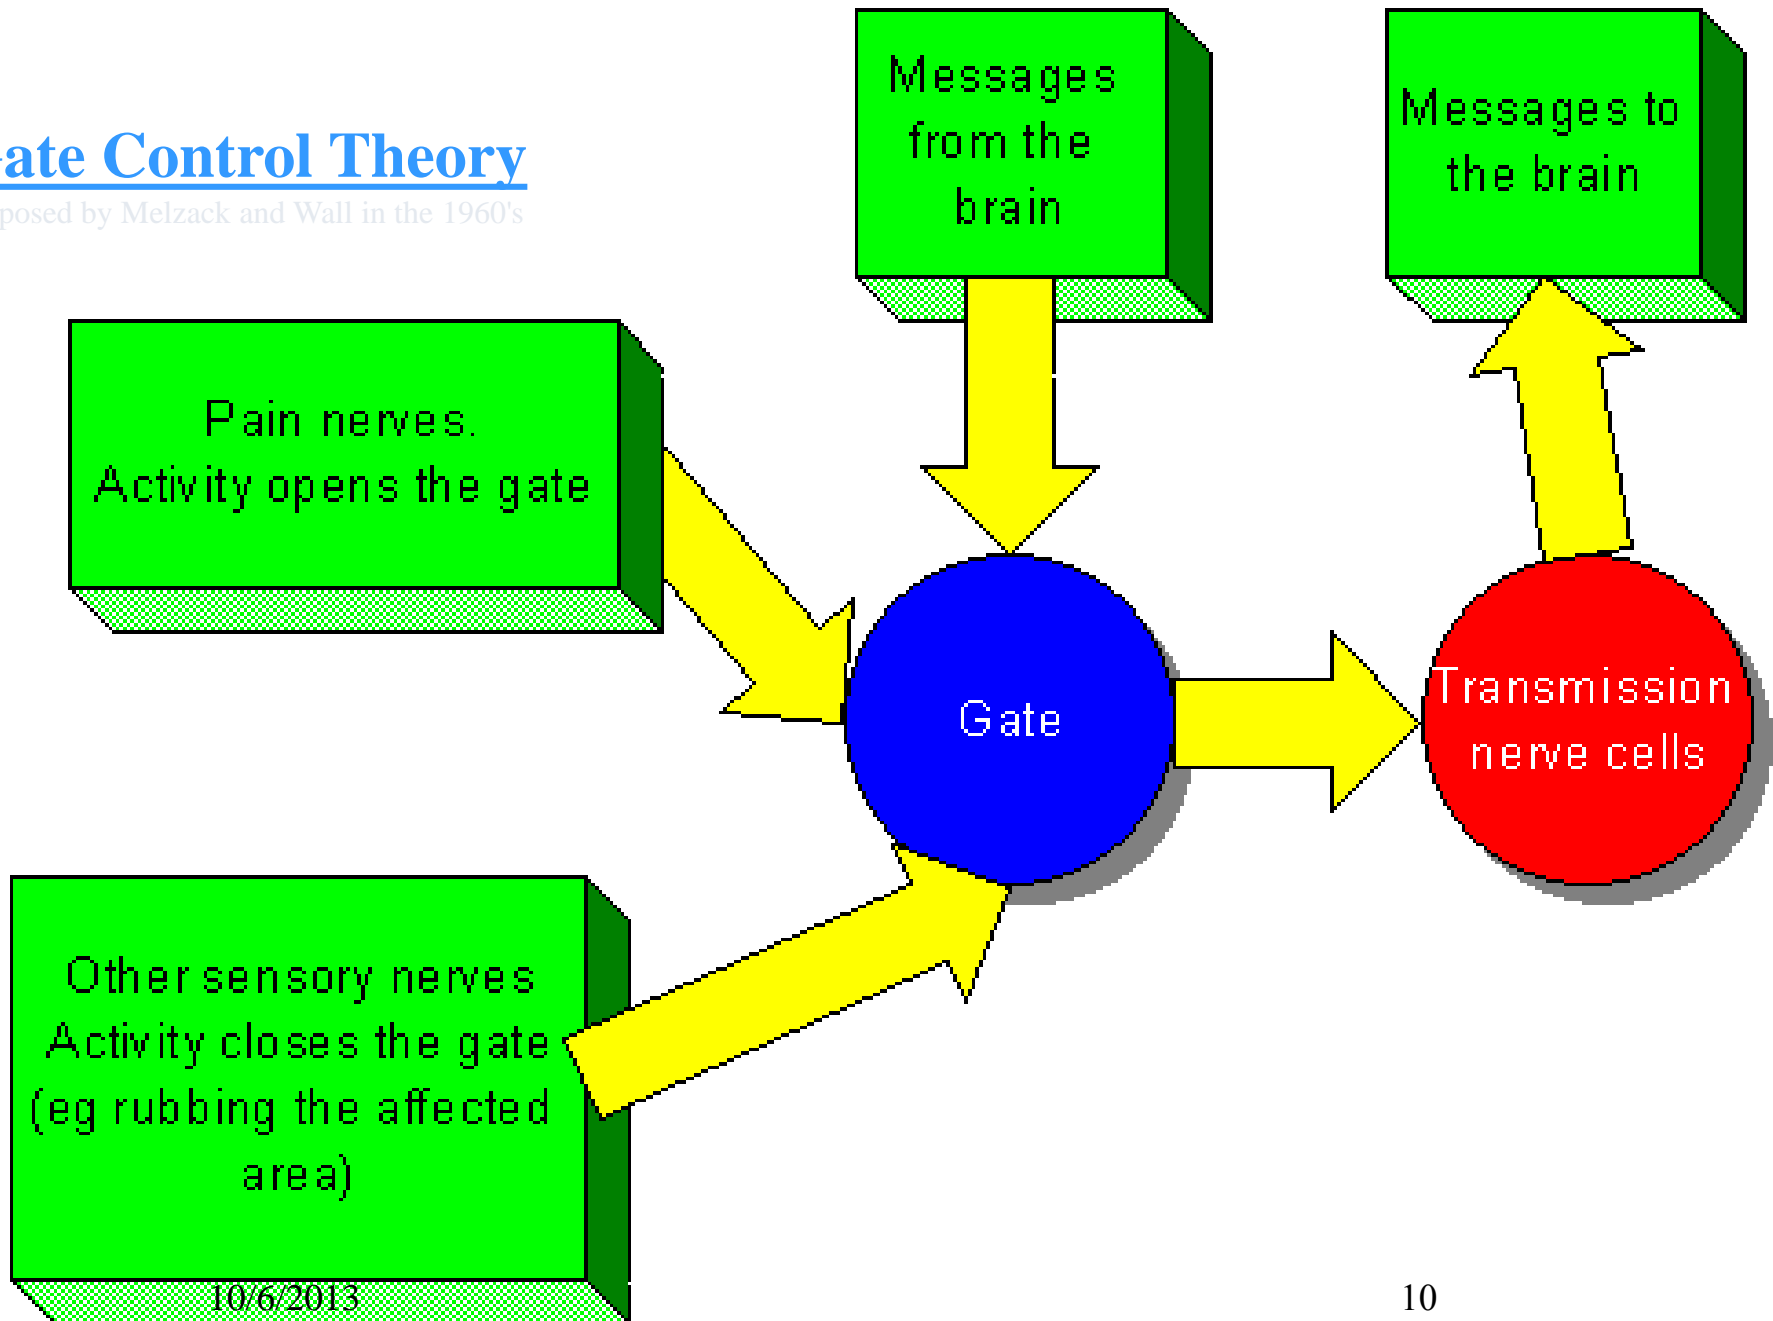 ate Control Theory
posed by Melzack and Wall in the 1960's
Messages
from the
brain
Messages to
the brain
Pain nerves.
Activity opens the gate
Gate
Transmission
nerve cells
Other sensory nerves
Activity closes the gate
(eg rubbing the affected
area)
10/6/2013
10